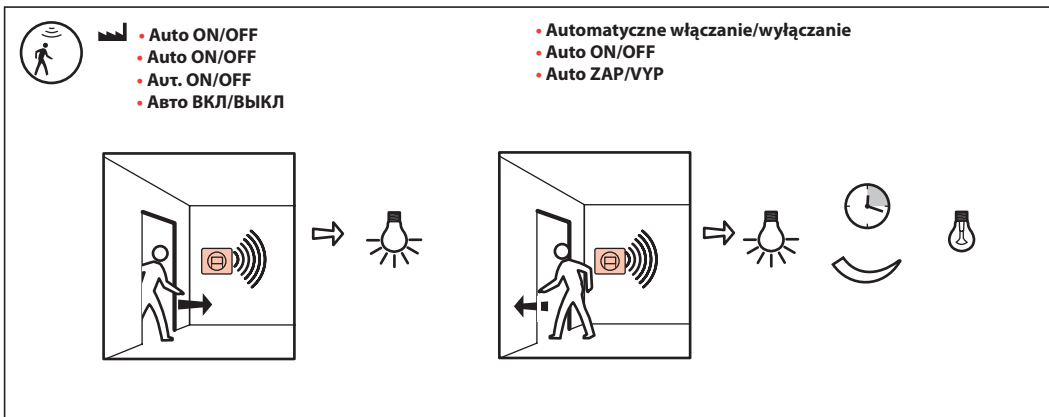 • Auto ON/OFF
• Auto ON/OFF
• Αυτ. ON/OFF
• Авто ВКЛ/ВЫКЛ
• Automatyczne włączanie/wyłączanie
• Auto ON/OFF
• Auto ZAP/VYP